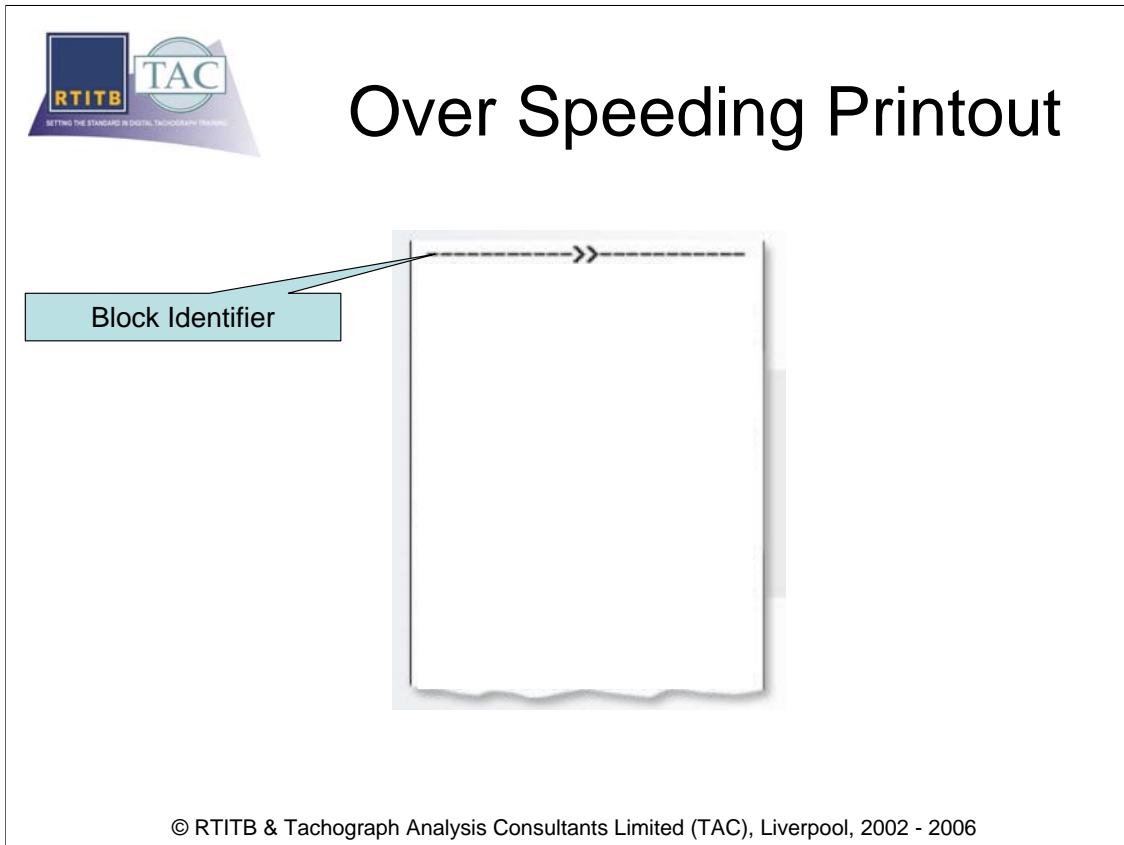 RTITB
TAC
SETTING THE STANDARD IN DIGITAL TACHOGRAPH TRAINING
Over Speeding Printout
------------>>------------
Block Identifier
© RTITB & Tachograph Analysis Consultants Limited (TAC), Liverpool, 2002 - 2006